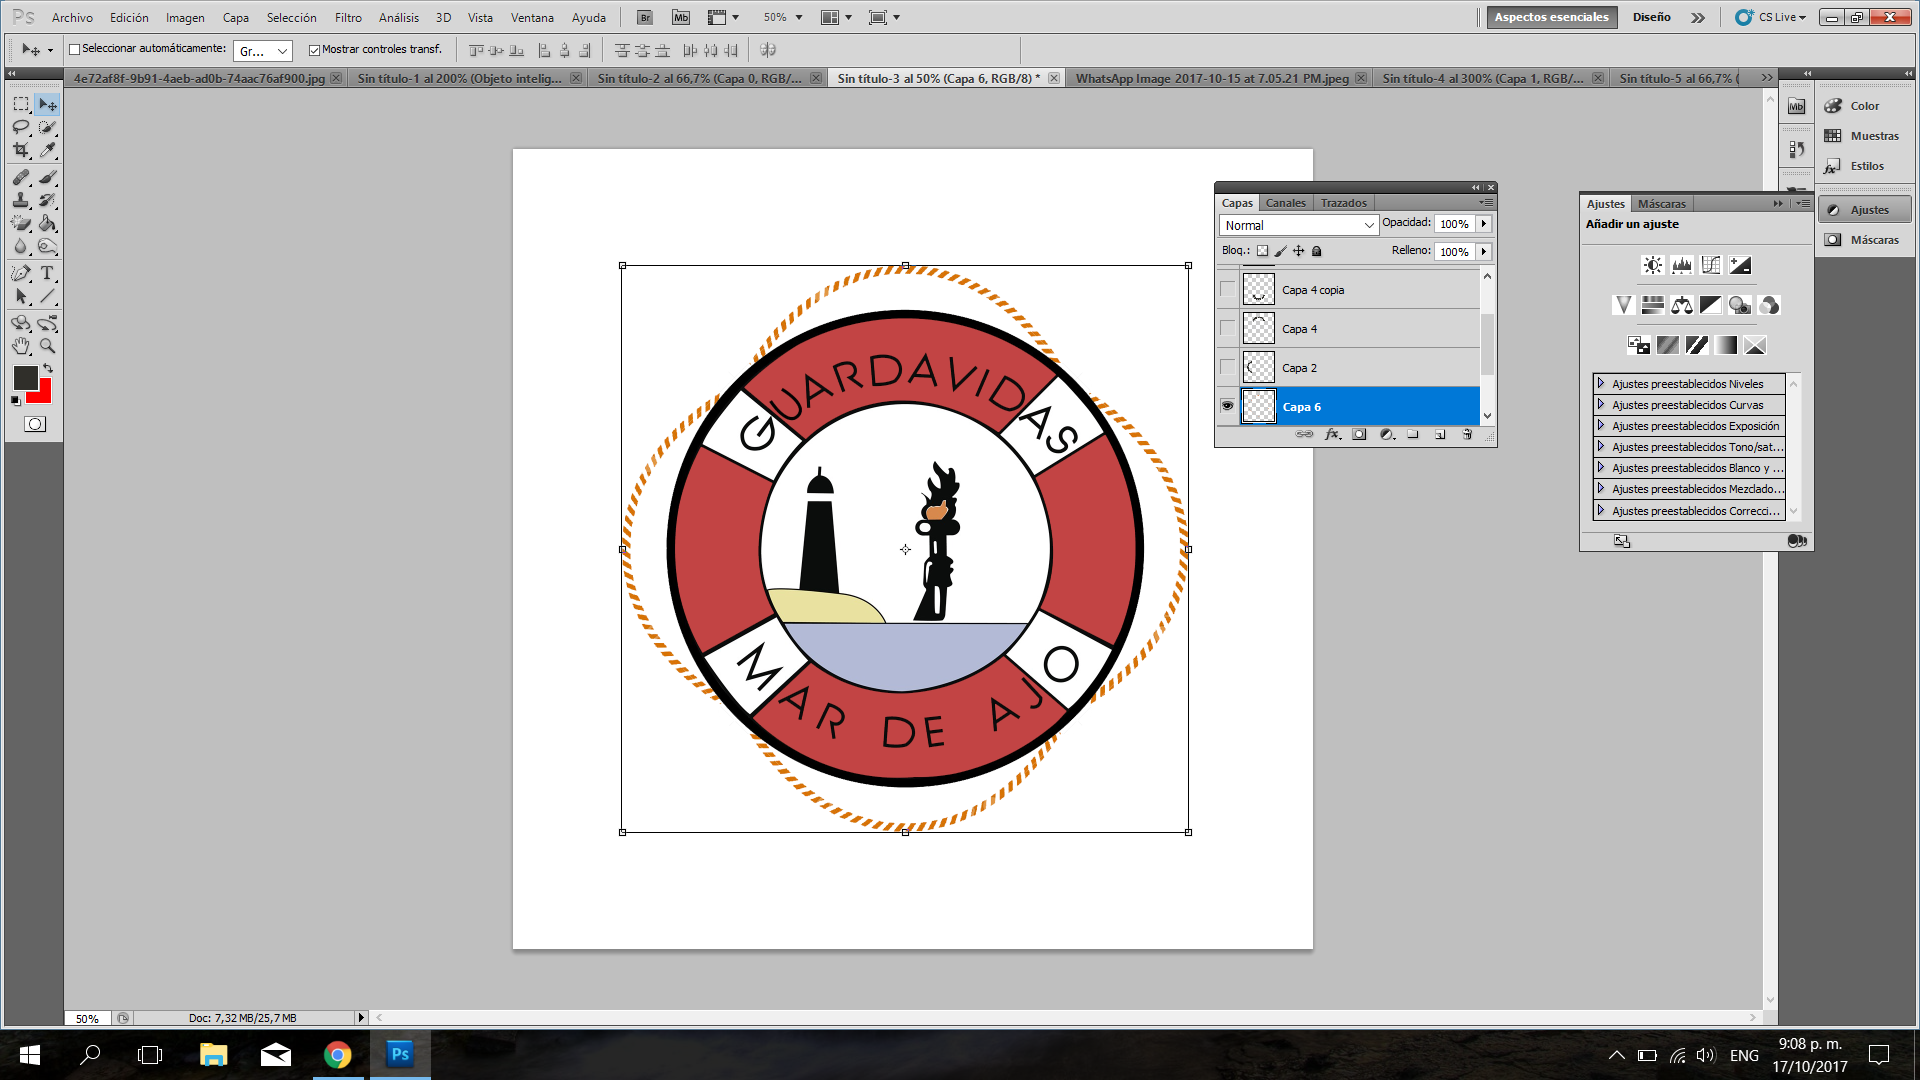 Ps Archivo Edición Imagen Capa Selección Filtro Análisis 3D Vista Ventana Ayuda Br Mb 50% Aspectos esenciales Diseño CS Live
Seleccionar automáticamente: Gr... Mostrar controles transf.
4e72af8f-9b91-4aeb-ad0b-74aac76af900.jpg Sin título-1 al 200% (Objeto intelig... Sin título-2 al 66,7% (Capa 0, RGB/... Sin título-3 al 50% (Capa 6, RGB/8) * WhatsApp Image 2017-10-15 at 7.05.21 PM.jpeg Sin título-4 al 300% (Capa 1, RGB/... Sin título-5 al 66,7% (
Mb
Color
Muestras
Estilos
Ajustes
Máscaras
Capas Canales Trazados
Normal Opacidad: 100%
Bloq.: Relleno: 100%
Capa 4 copia
Capa 4
Capa 2
Capa 6
Ajustes Máscaras
Añadir un ajuste
Ajustes preestablecidos Niveles
Ajustes preestablecidos Curvas
Ajustes preestablecidos Exposición
Ajustes preestablecidos Tono/sat...
Ajustes preestablecidos Blanco y ...
Ajustes preestablecidos Mezclado...
Ajustes preestablecidos Correcci...
GUARDAVIDAS
MAR DE AJO
50% Doc: 7,32 MB/25,7 MB
Ps ENG 9:08 p. m.
17/10/2017